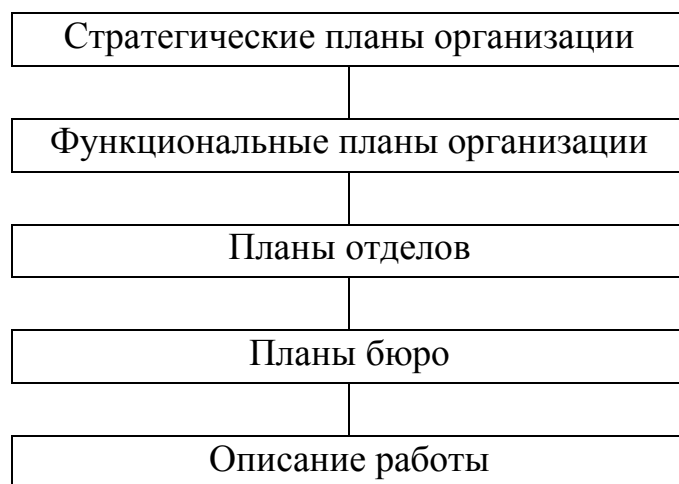 Стратегические планы организации
Функциональные планы организации
Планы отделов
Планы бюро
Описание работы